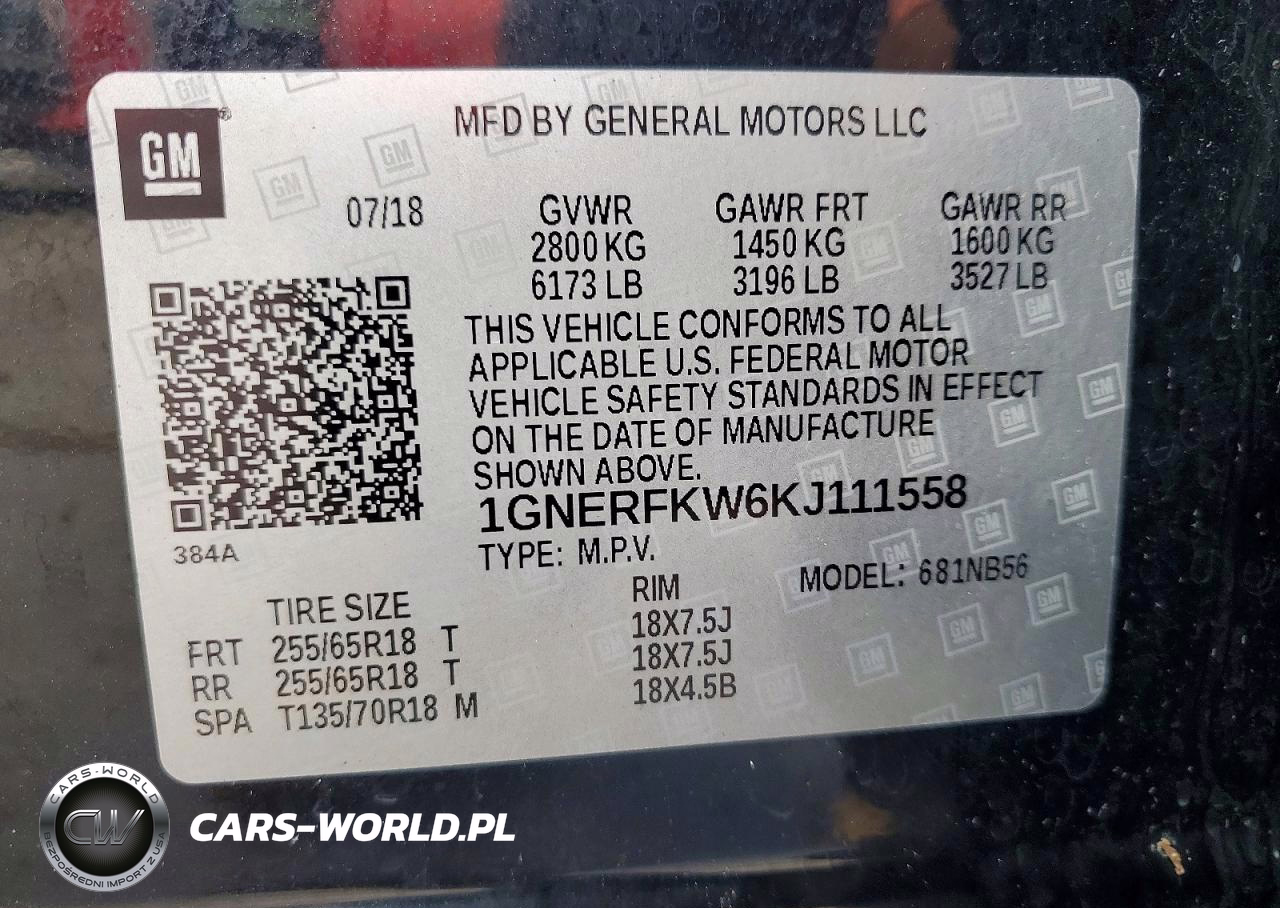 GM
MFD BY GENERAL MOTORS LLC
07/18
GVWR GAWR FRT GAWR RR
2800 KG 1450 KG 1600 KG
6173 LB 3196 LB 3527 LB
THIS VEHICLE CONFORMS TO ALL
APPLICABLE U.S. FEDERAL MOTOR
VEHICLE SAFETY STANDARDS IN EFFECT
ON THE DATE OF MANUFACTURE
SHOWN ABOVE.
1GNERFKW6KJ111558
384A
TYPE: M.P.V. MODEL: 681NB56
TIRE SIZE RIM
FRT 255/65R18 T 18X7.5J
RR 255/65R18 T 18X7.5J
SPA T135/70R18 M 18X4.5B
CARS-WORLD
CW
BEZPOŚREDNI IMPORT Z USA
CARS-WORLD.PL